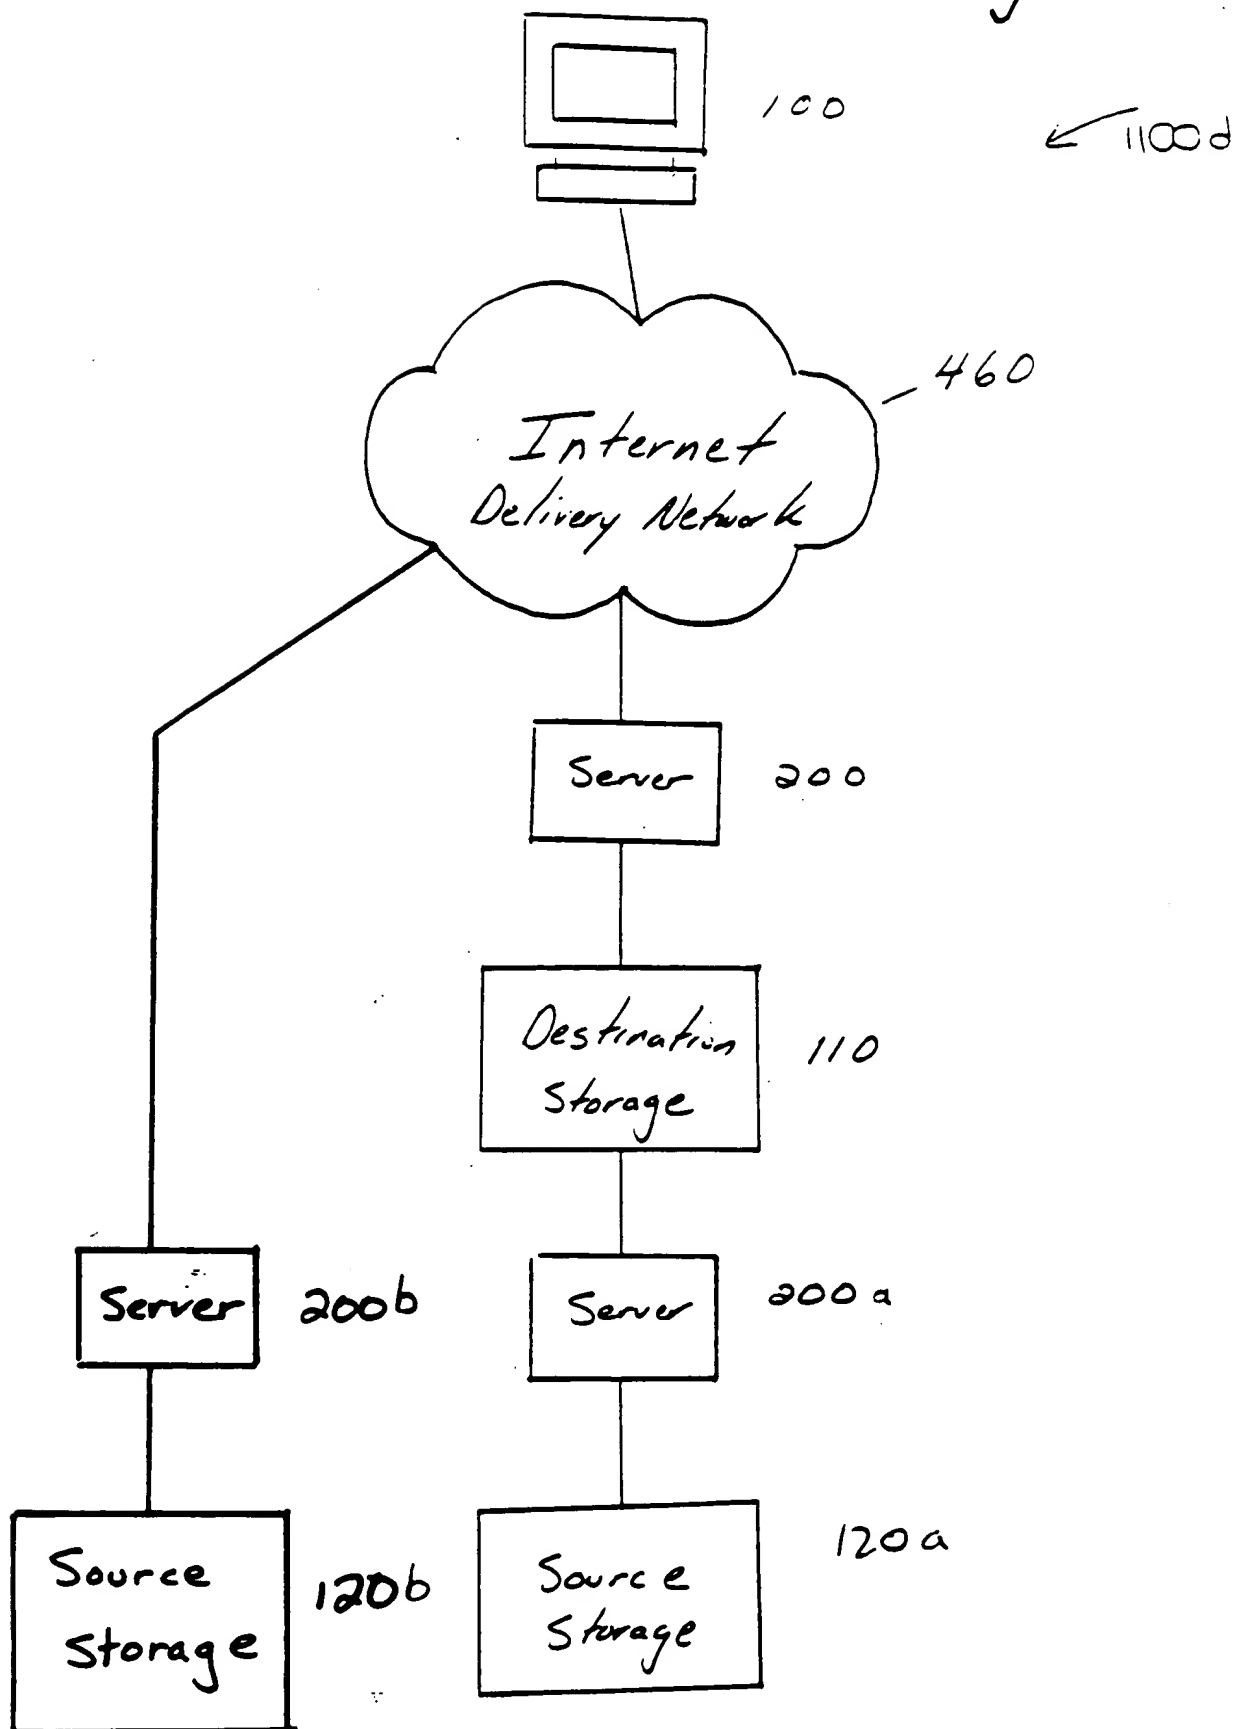 100
1100d
460
Internet
Delivery Network
Server
200
Destination
Storage
110
Server
200b
Server
200a
Source
Storage
120b
Source
Storage
120a